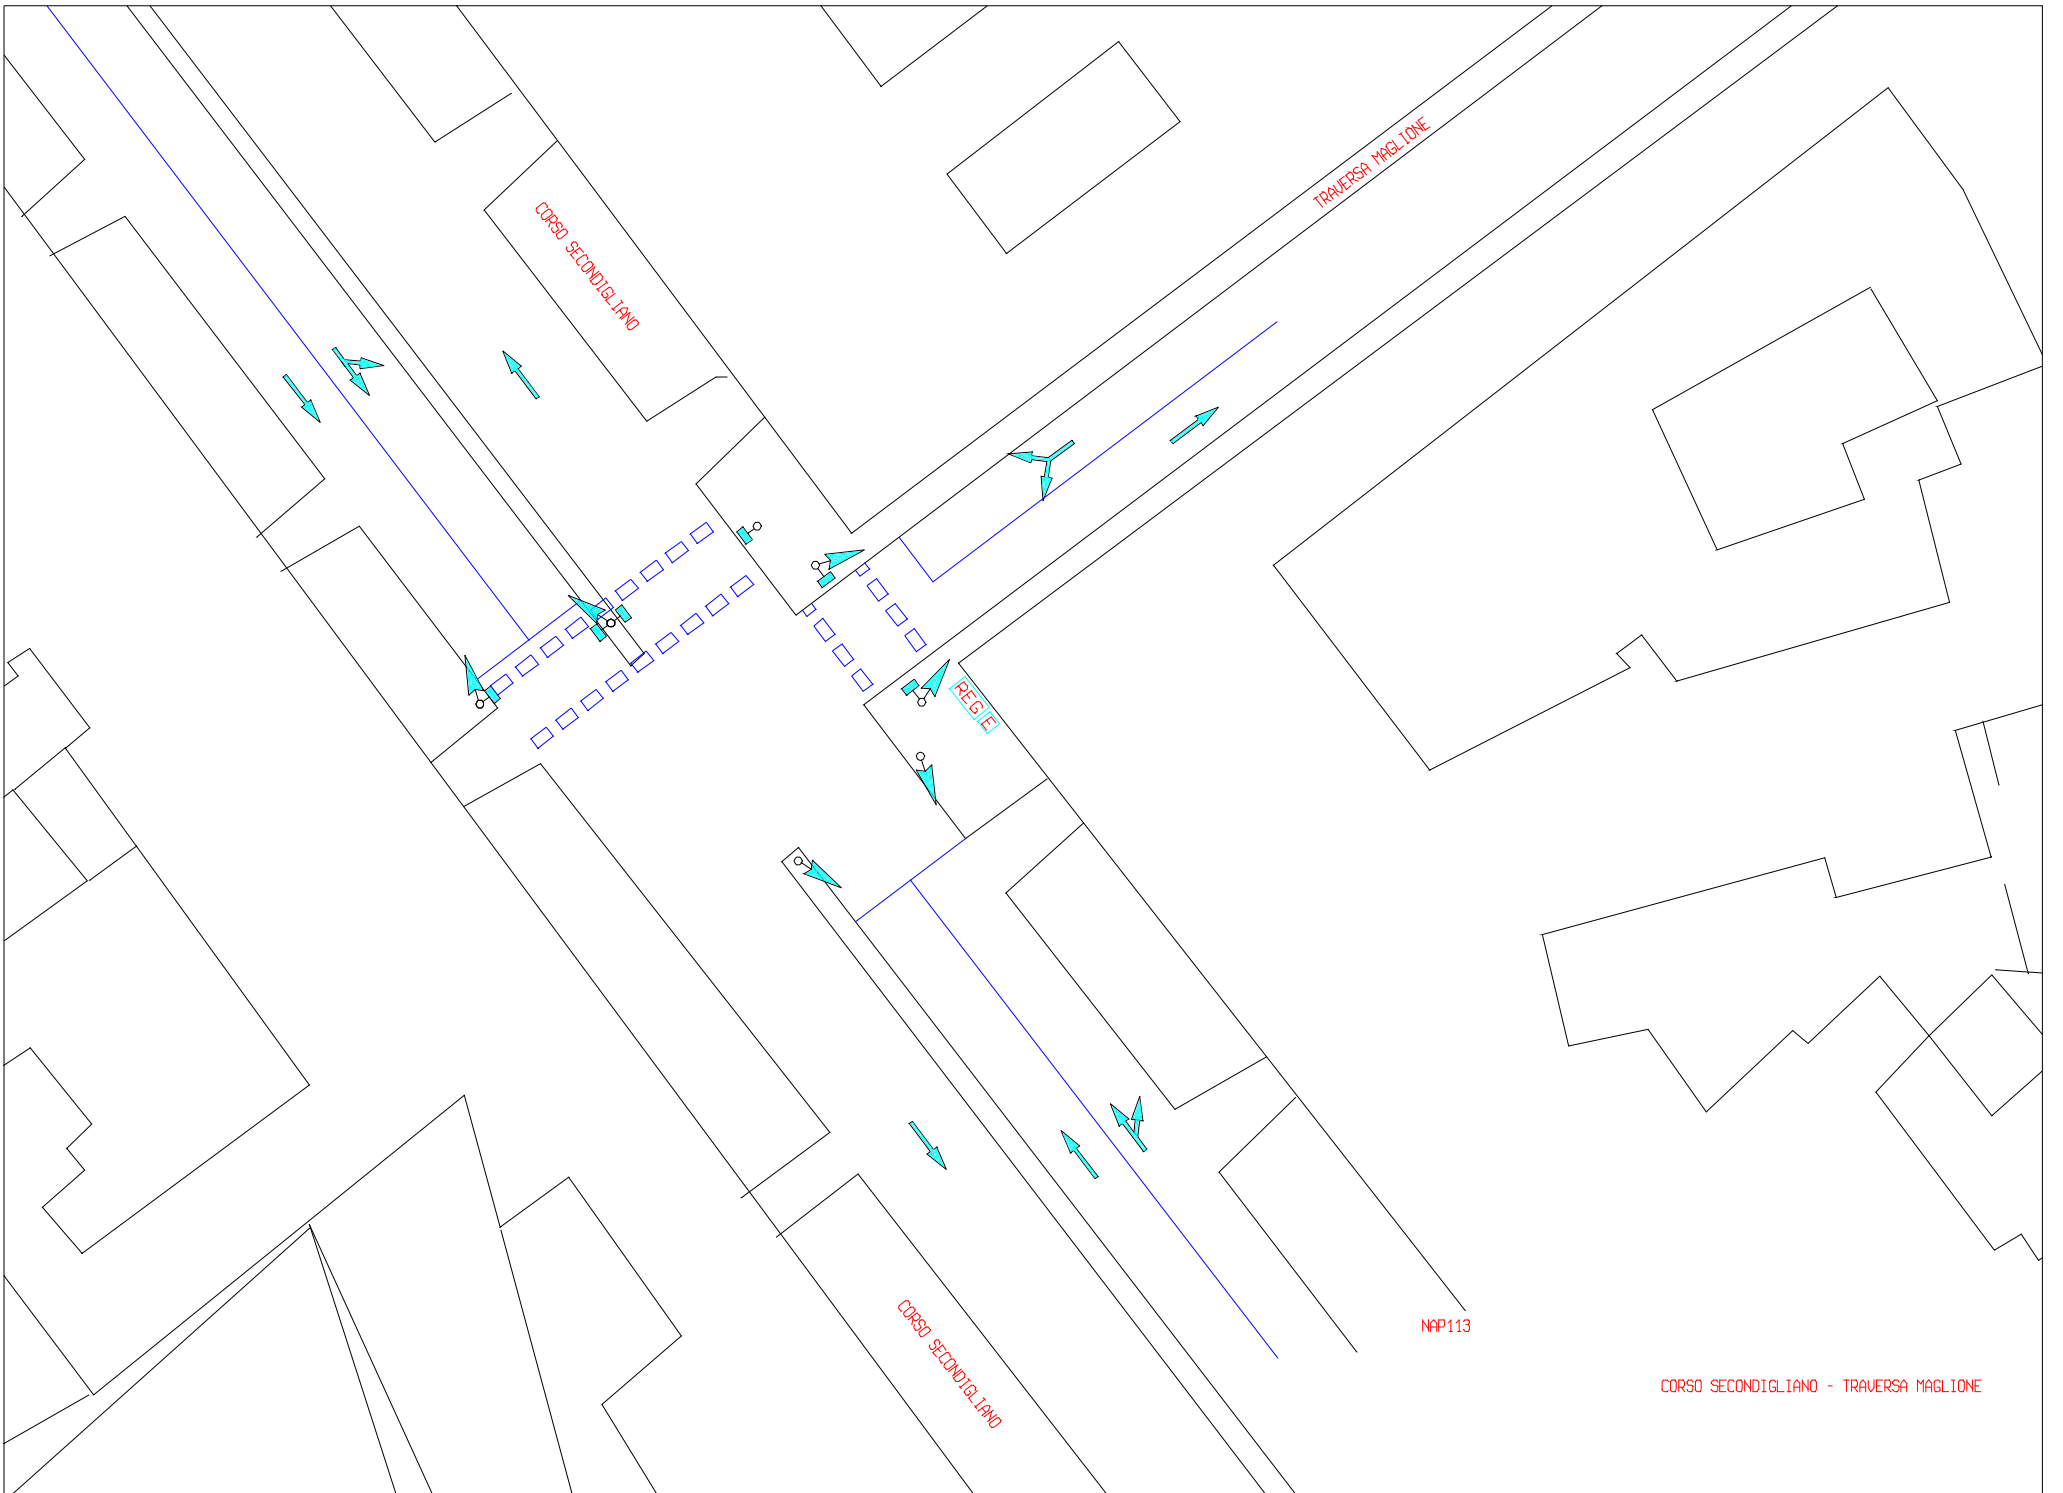 TRAVERSA MAGLIONE
CORSO SECONDIGLIANO
REG E
CORSO SECONDIGLIANO
NAP113
CORSO SECONDIGLIANO - TRAVERSA MAGLIONE